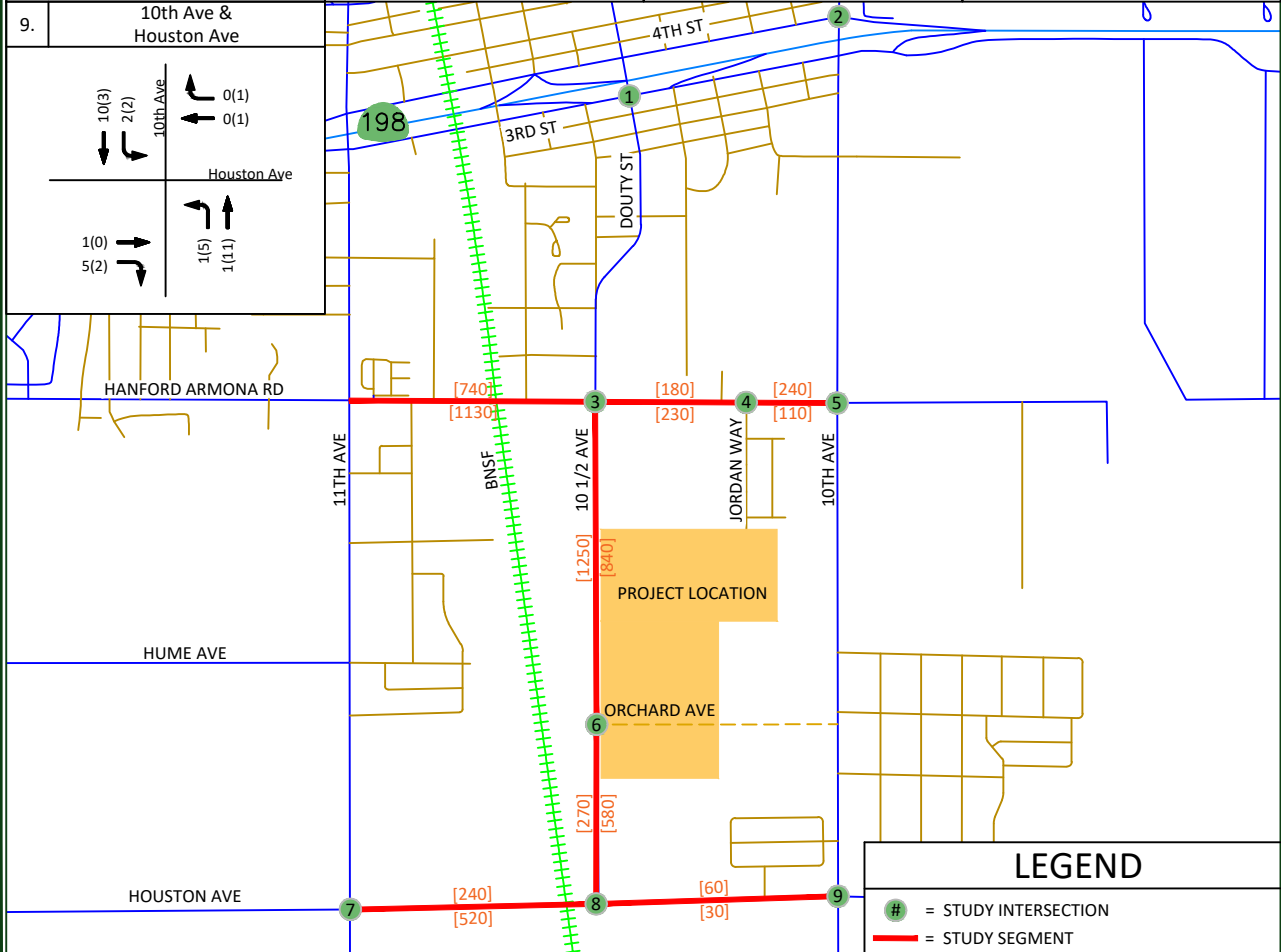 9.
10th Ave &
Houston Ave
10(3)
2(2)
10th Ave
0(1)
0(1)
Houston Ave
1(0)
5(2)
1(5)
1(11)
2
4TH ST
1
198
3RD ST
DOUTY ST
HANFORD ARMONA RD
[740]
[1130]
3
[180]
[230]
4
[240]
[110]
5
11TH AVE
BNSF
10 1/2 AVE
JORDAN WAY
10TH AVE
[1250]
[840]
PROJECT LOCATION
HUME AVE
6
ORCHARD AVE
[270]
[580]
HOUSTON AVE
7
[240]
[520]
8
[60]
[30]
9
LEGEND
# = STUDY INTERSECTION
= STUDY SEGMENT